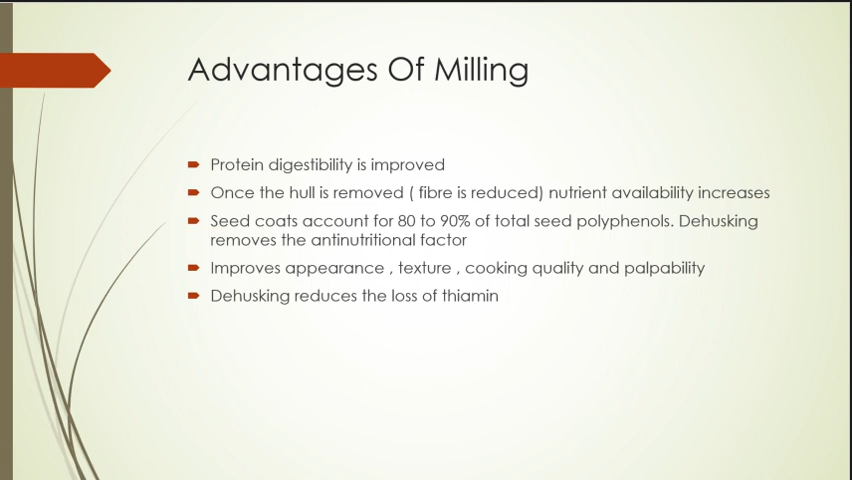 Advantages Of Milling
Protein digestibility is improved
Once the hull is removed ( fibre is reduced) nutrient availability increases
Seed coats account for 80 to 90% of total seed polyphenols. Dehusking
removes the antinutritional factor
Improves appearance , texture , cooking quality and palpability
Dehusking reduces the loss of thiamin